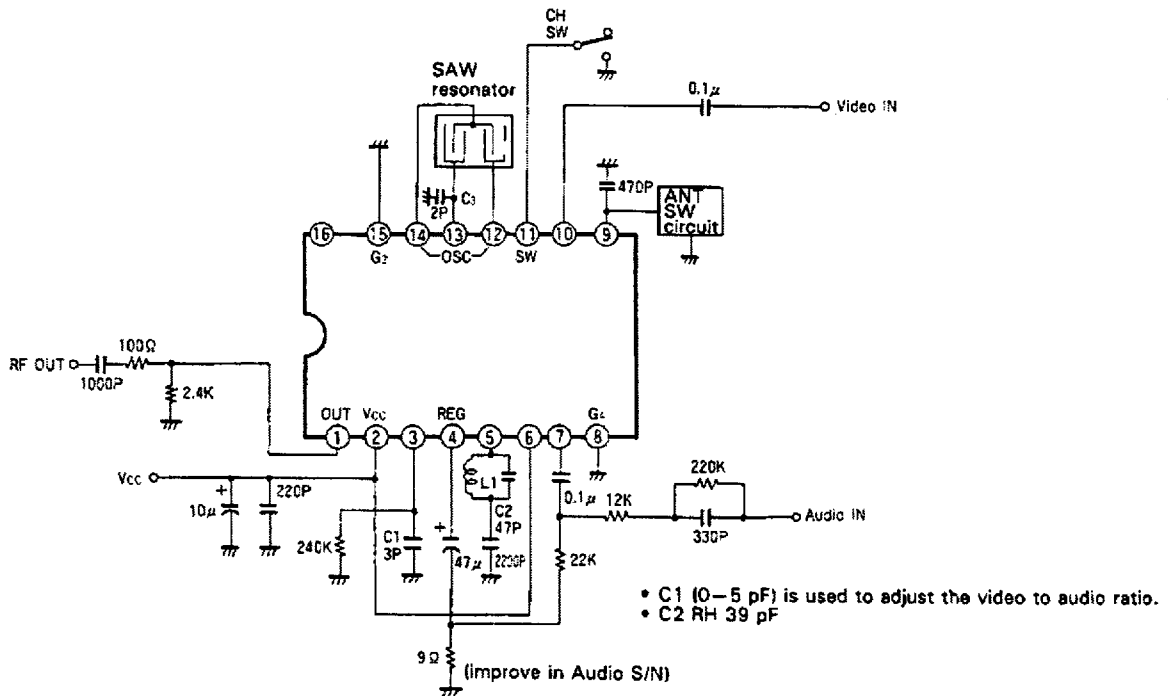 CH
SW
SAW
resonator
0.1μ
Video IN
470P
C3
2P
ANT
SW
circuit
16 15 14 13 12 11 10 9
G2 OSC SW
RF OUT
1000P
100Ω
2.4K
OUT Vcc REG G4
1 2 3 4 5 6 7 8
Vcc
+
10μ
220P
240K
C1
3P
+
47μ
L1
C2
47P
2200P
0.1μ
12K
220K
330P
Audio IN
22K
• C1 (0–5 pF) is used to adjust the video to audio ratio.
• C2 RH 39 pF
9Ω
(improve in Audio S/N)